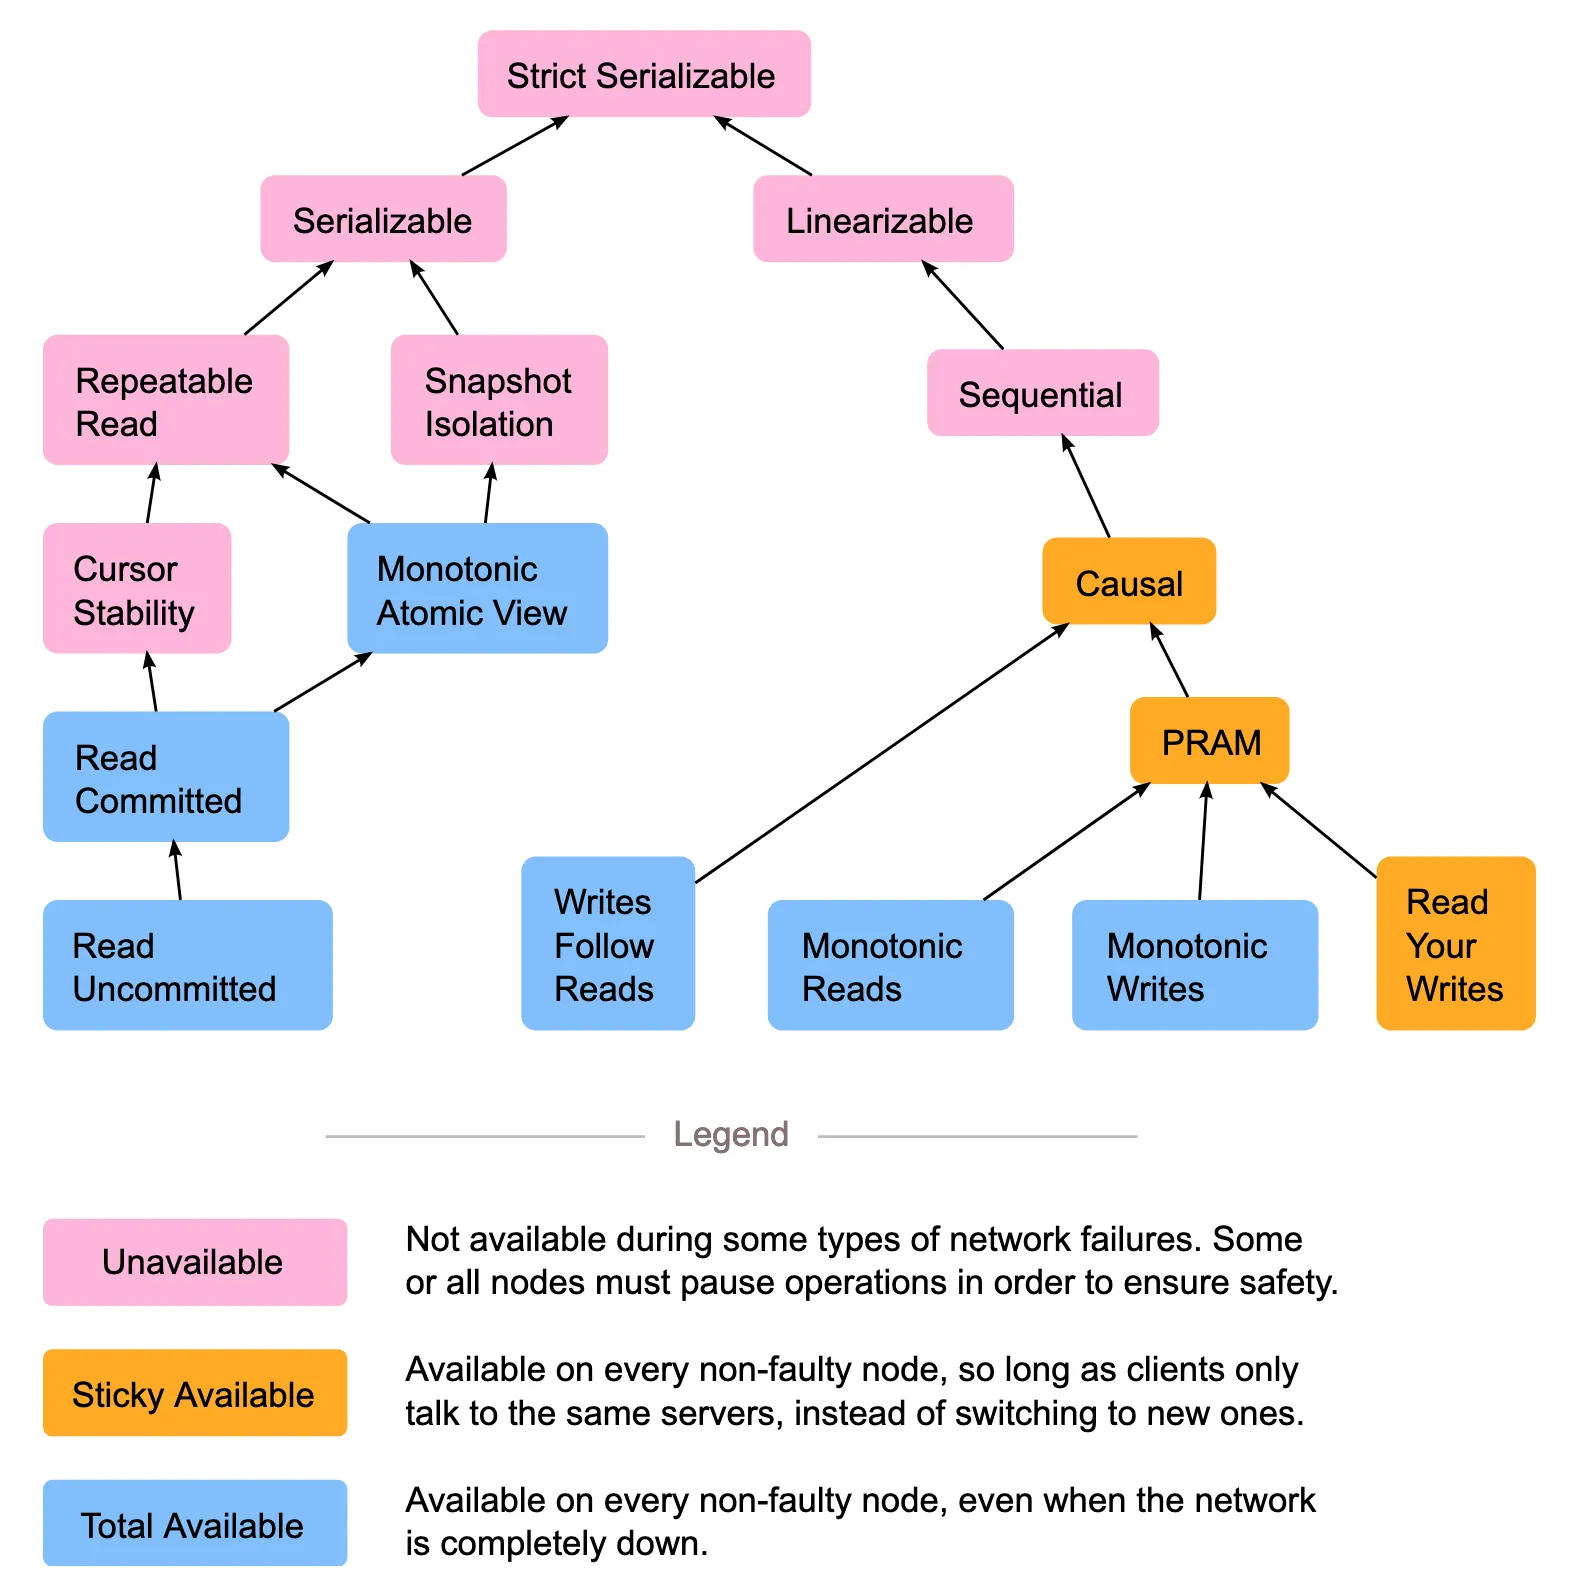 Strict Serializable
Serializable
Linearizable
Repeatable
Read
Snapshot
Isolation
Sequential
Cursor
Stability
Monotonic
Atomic View
Causal
Read
Committed
PRAM
Read
Uncommitted
Writes
Follow
Reads
Monotonic
Reads
Monotonic
Writes
Read
Your
Writes
Legend
Unavailable
Not available during some types of network failures. Some
or all nodes must pause operations in order to ensure safety.
Sticky Available
Available on every non-faulty node, so long as clients only
talk to the same servers, instead of switching to new ones.
Total Available
Available on every non-faulty node, even when the network
is completely down.